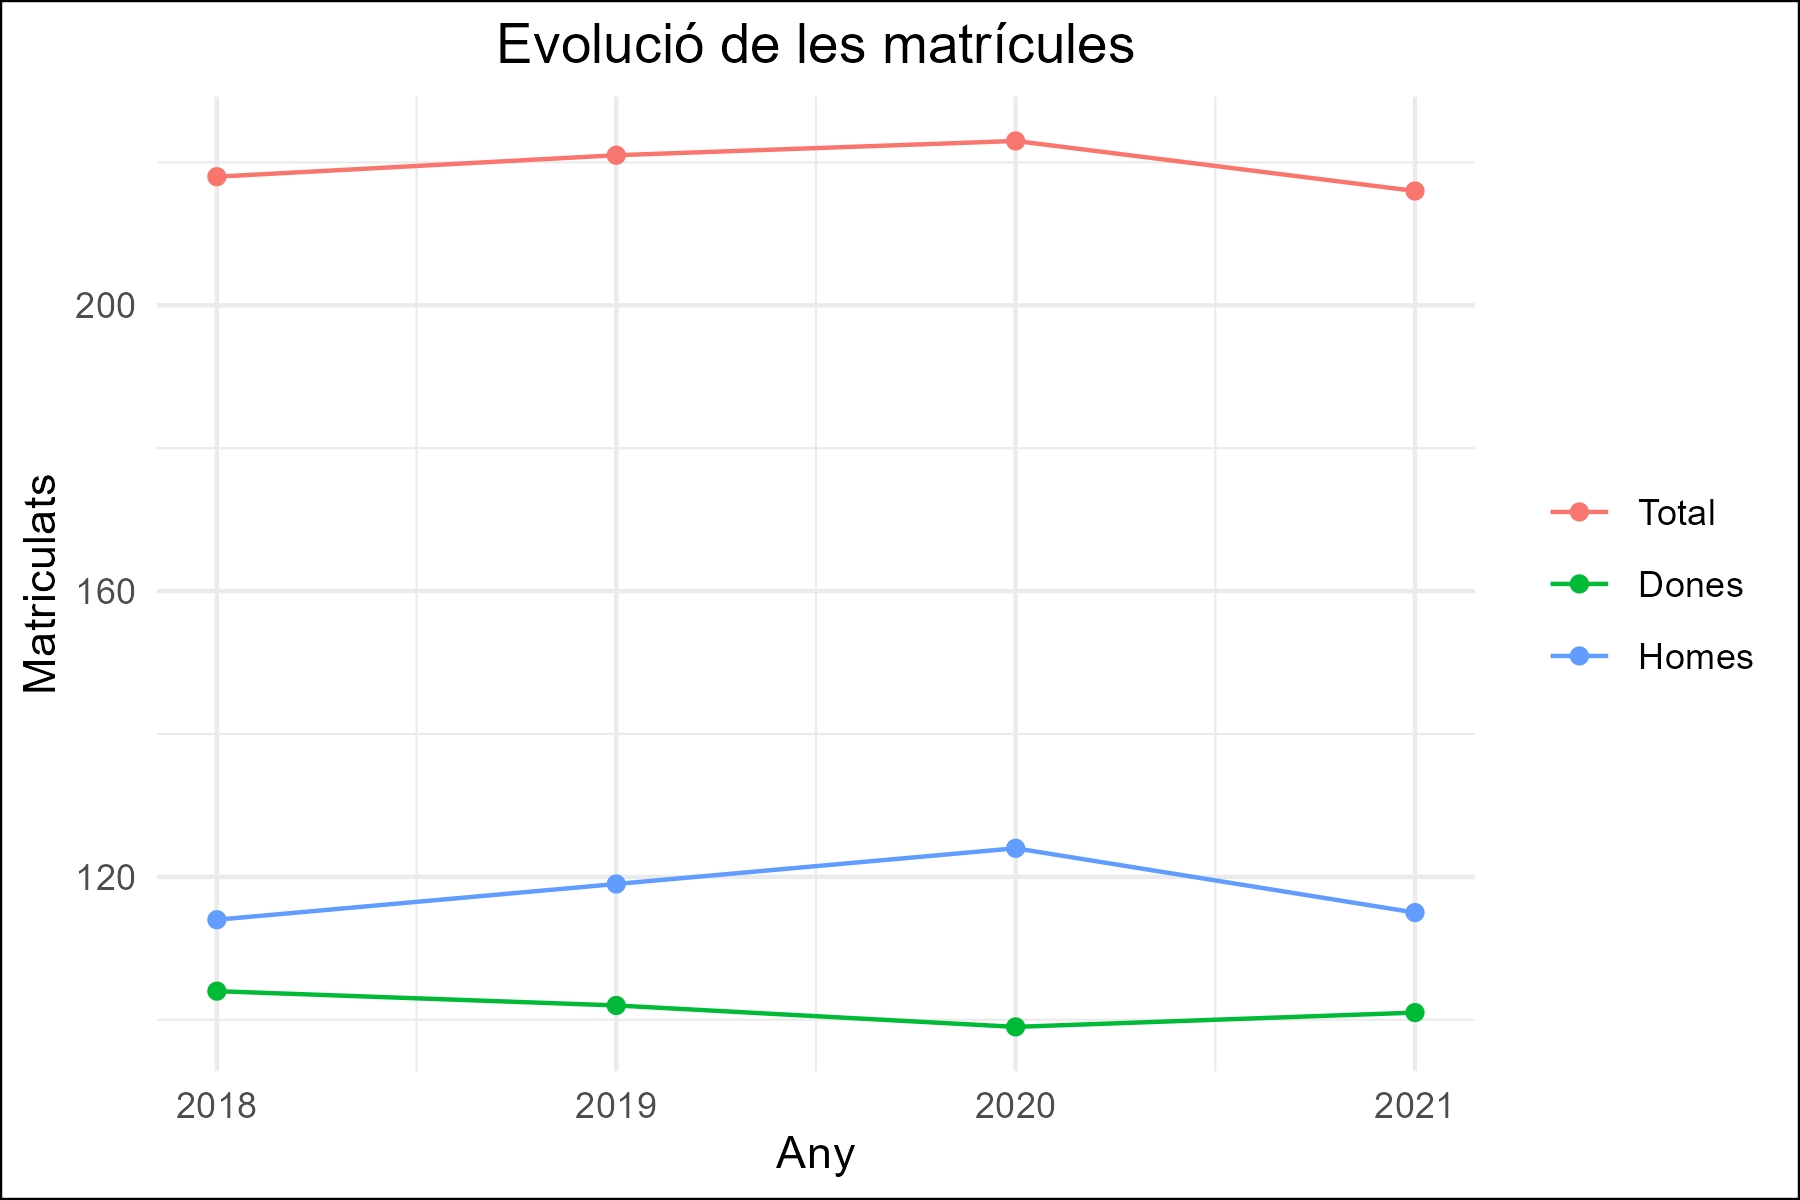 Evolució de les matrícules
Matriculats
200
160
120
2018 2019 2020 2021
Any
Total
Dones
Homes